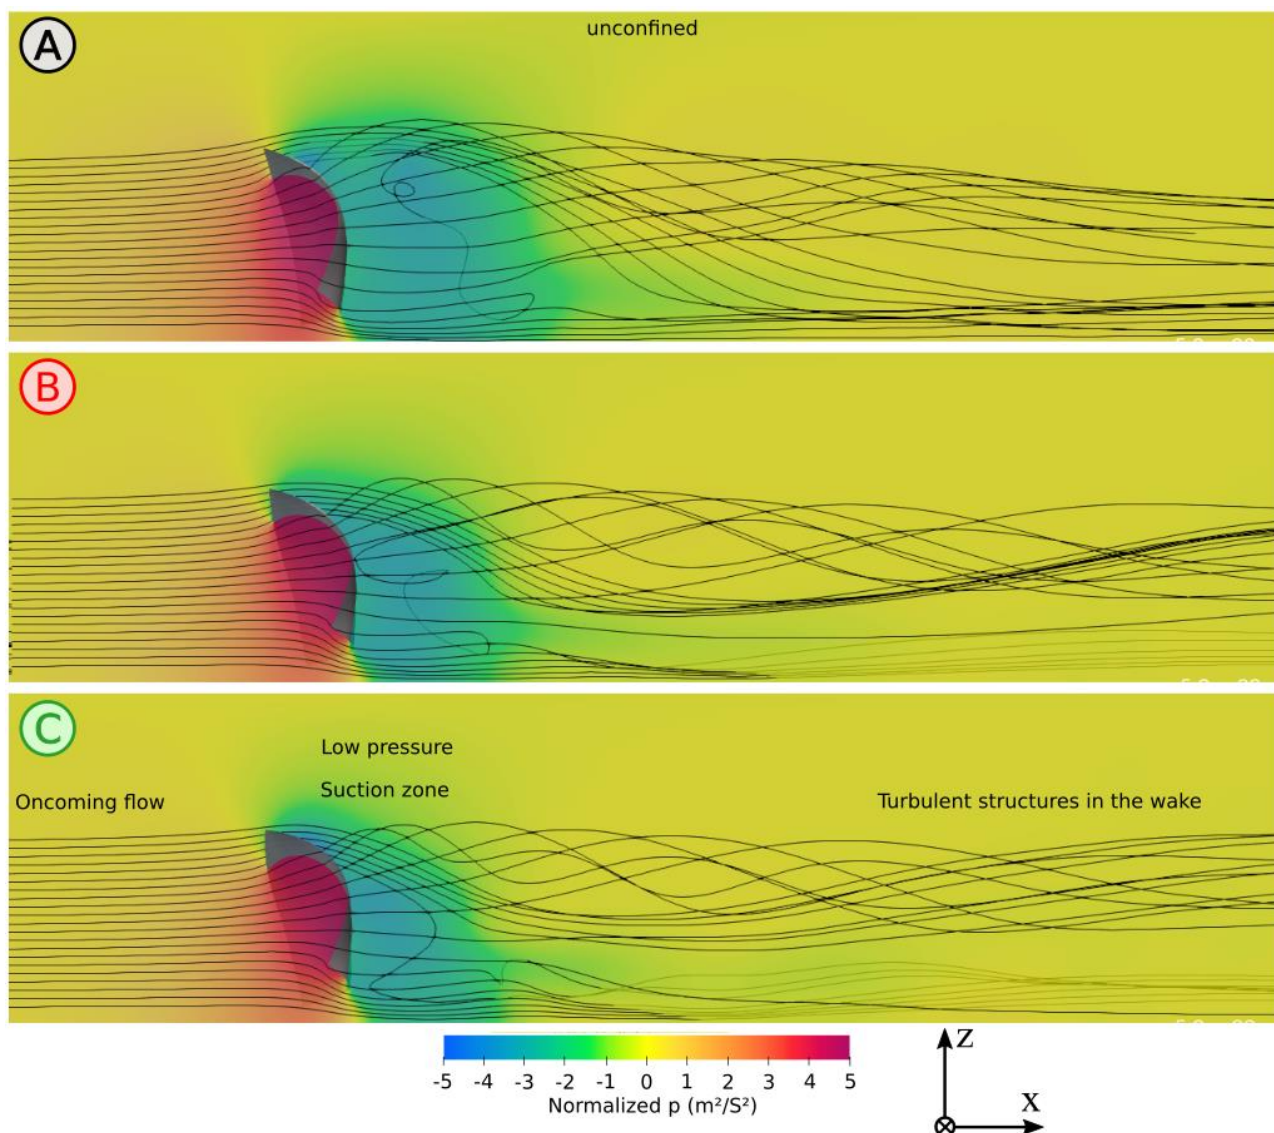 A
unconfined
B
C
Low pressure
Suction zone
Oncoming flow
Turbulent structures in the wake
-5 -4 -3 -2 -1 0 1 2 3 4 5
Normalized p (m²/S²)
Z
X